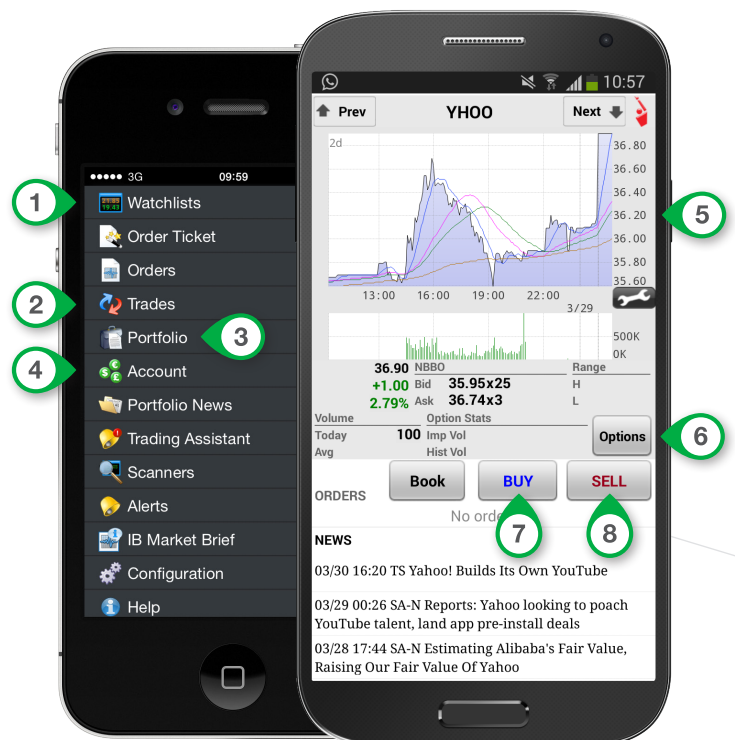 3G 09:59
1
Watchlists
Order Ticket
Orders
2
Trades
Portfolio
3
4
Account
Portfolio News
Trading Assistant
Scanners
Alerts
IB Market Brief
Configuration
Help
10:57
Prev YHOO Next
2d
36.80
36.60
36.40
36.20
36.00
35.80
35.60
5
13:00 16:00 19:00 22:00
3/29
500K
0K
36.90 NBBO Range
+1.00 Bid 35.95x25 H
2.79% Ask 36.74x3 L
Volume Option Stats
Today 100 Imp Vol
Avg Hist Vol
Options
6
ORDERS Book BUY SELL
No orde
7
8
NEWS
03/30 16:20 TS Yahoo! Builds Its Own YouTube
03/29 00:26 SA-N Reports: Yahoo looking to poach
YouTube talent, land app pre-install deals
03/28 17:44 SA-N Estimating Alibaba's Fair Value,
Raising Our Fair Value Of Yahoo